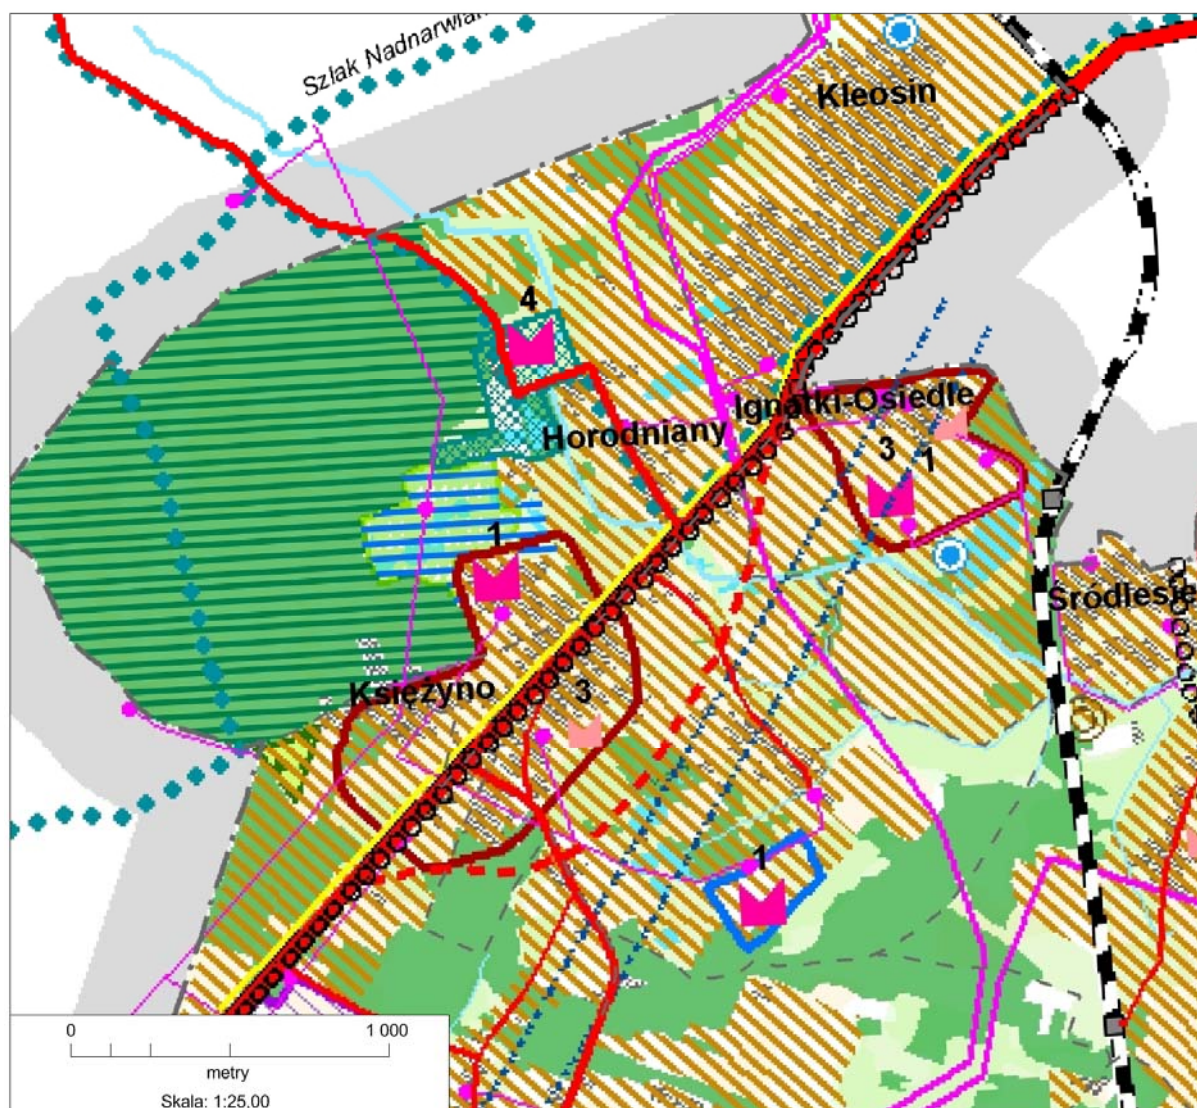 Szlak Nadnarwiań
Kleosin
4
Ignatki-Osiedle
Horodniany
3
1
1
Śródlesie
Księżyno
3
1
0
1 000
metry
Skala: 1:25.00